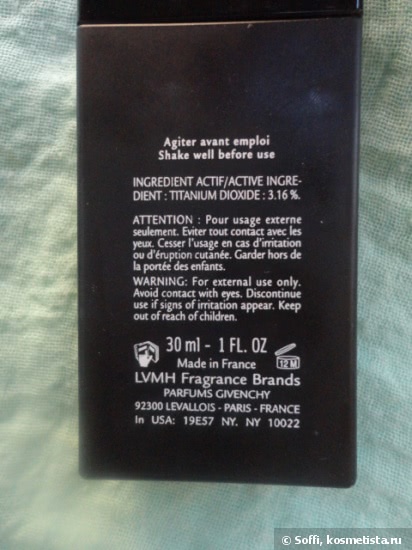 Agiter avant emploi
Shake well before use
INGREDIENT ACTIF/ACTIVE INGRE-
DIENT : TITANIUM DIOXIDE : 3.16 %.
ATTENTION : Pour usage externe
seulement. Eviter tout contact avec les
yeux. Cesser l'usage en cas d'irritation
ou d'éruption cutanée. Garder hors de
la portée des enfants.
WARNING: For external use only.
Avoid contact with eyes. Discontinue
use if signs of irritation appear. Keep
out of reach of children.
30 ml - 1 FL. OZ
12 M
Made in France
LVMH Fragrance Brands
PARFUMS GIVENCHY
92300 LEVALLOIS - PARIS - FRANCE
In USA: 19E57 NY. NY 10022
© Soffi, kosmetista.ru